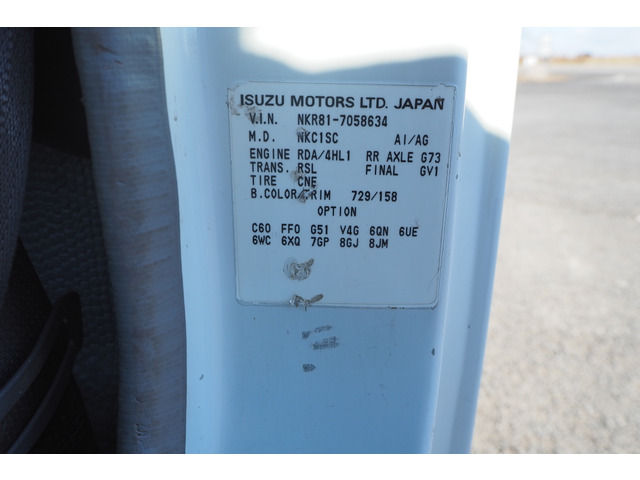 ISUZU MOTORS LTD. JAPAN
V.I.N. NKR81-7058634
M.D. NKC1SC AI/AG
ENGINE RDA/4HL1 RR AXLE G73
TRANS. RSL FINAL GV1
TIRE CNE
B.COLOR/TRIM 729/158
OPTION
C60 FF0 G51 V4G 6QN 6UE
6WC 6XQ 7GP 8GJ 8JM